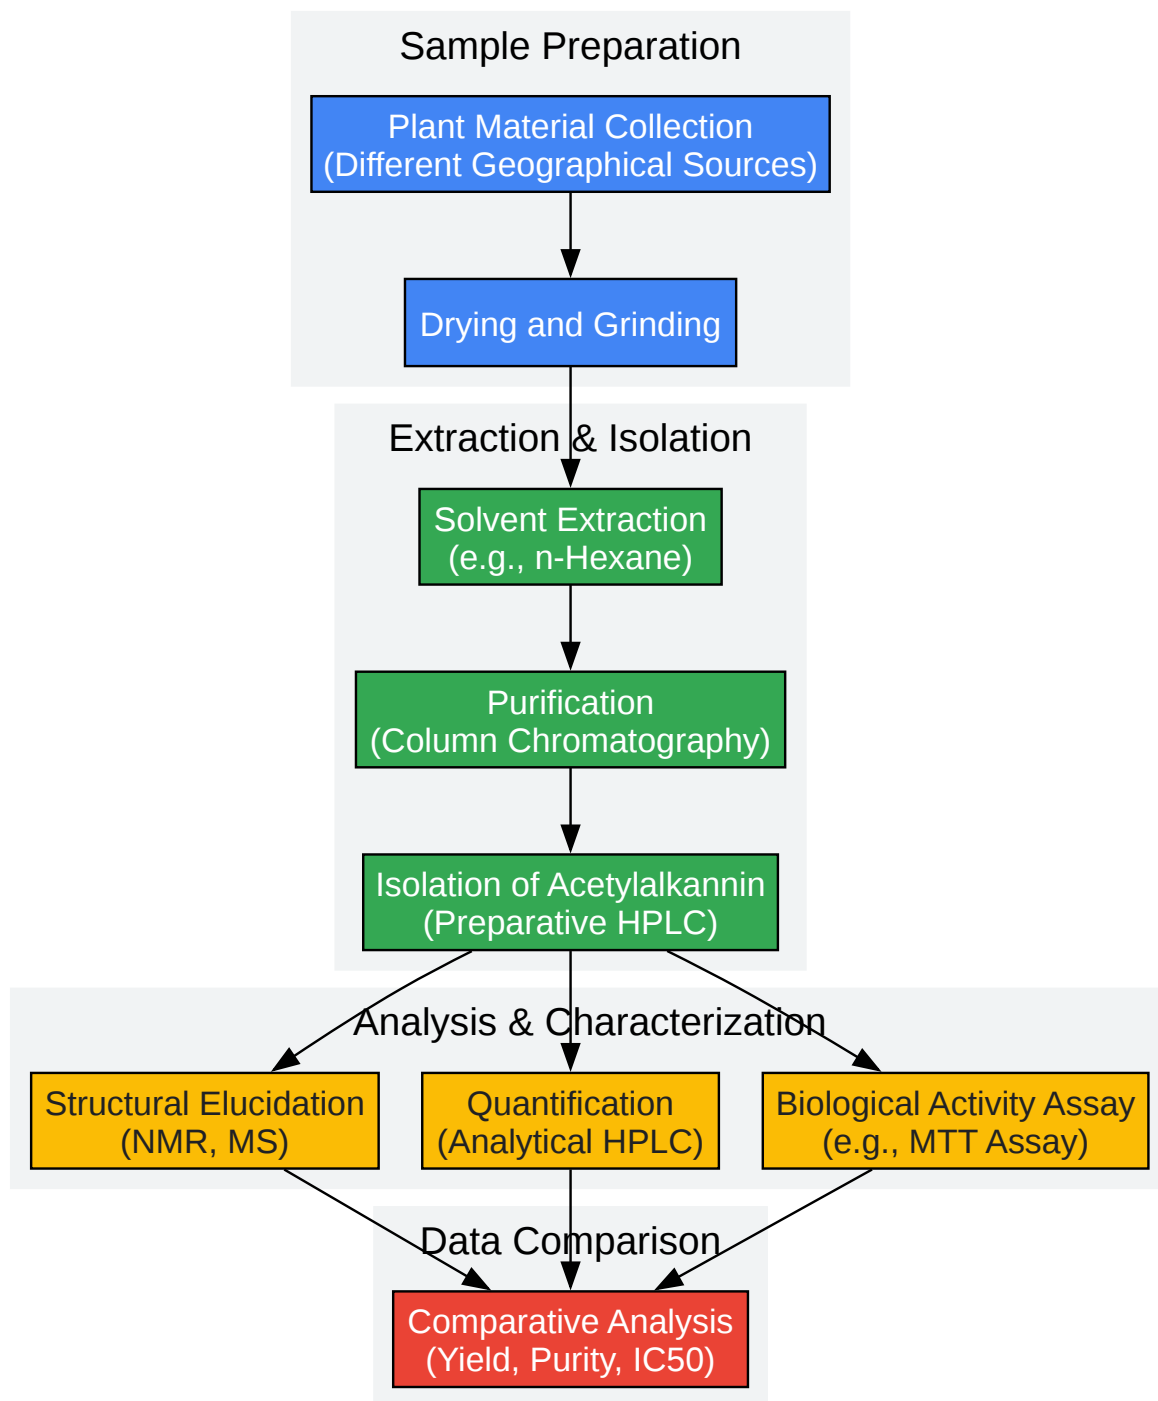 Sample Preparation
Plant Material Collection
(Different Geographical Sources)
Drying and Grinding
Extraction & Isolation
Solvent Extraction
(e.g., n-Hexane)
Purification
(Column Chromatography)
Isolation of Acetylalkannin
(Preparative HPLC)
Analysis & Characterization
Structural Elucidation
(NMR, MS)
Quantification
(Analytical HPLC)
Biological Activity Assay
(e.g., MTT Assay)
Data Comparison
Comparative Analysis
(Yield, Purity, IC50)